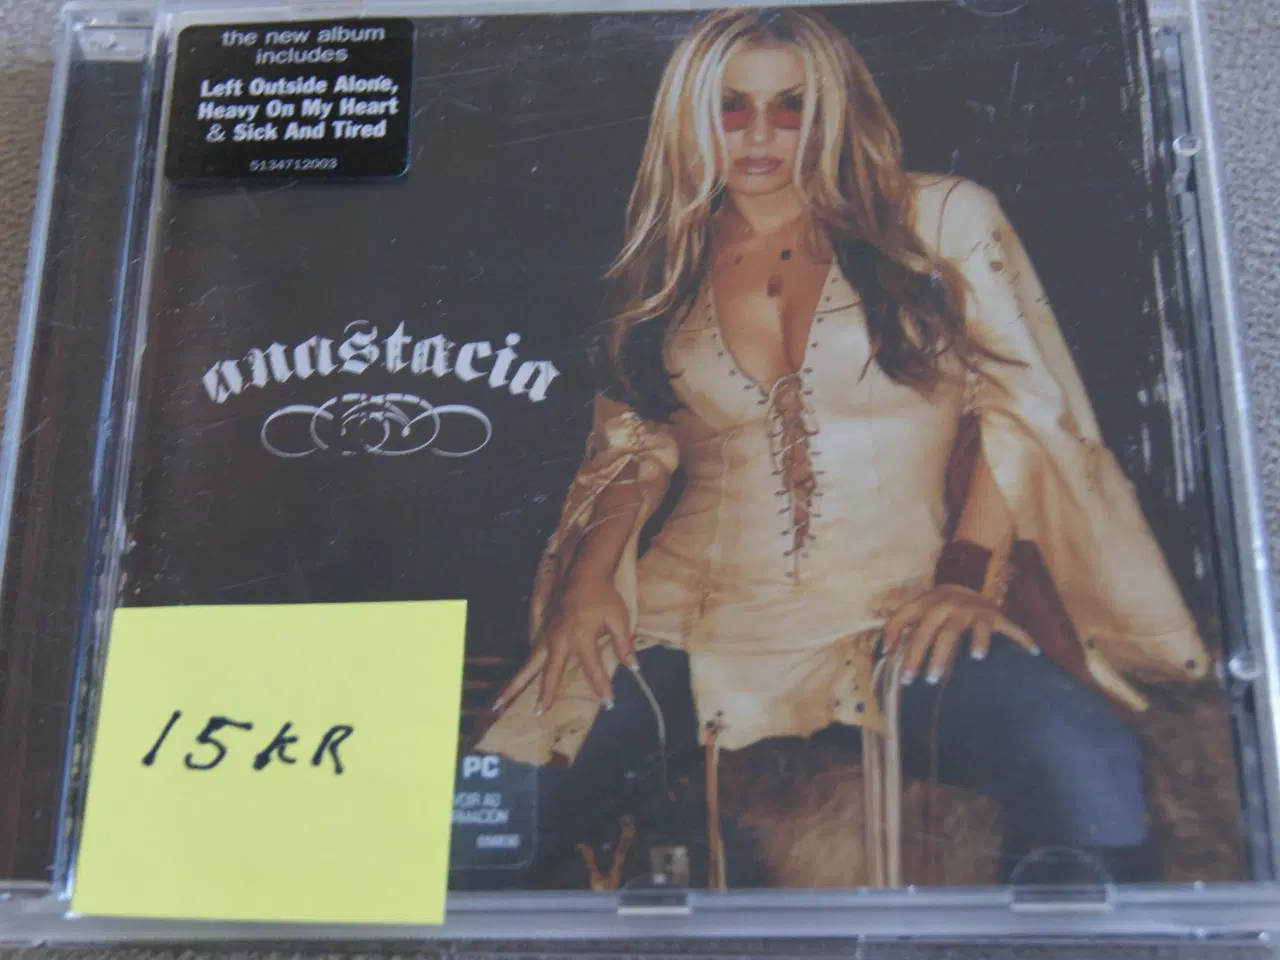 the new album
includes
Left Outside Alone,
Heavy On My Heart
& Sick And Tired
5134712003
anastacia
15 KR
PC